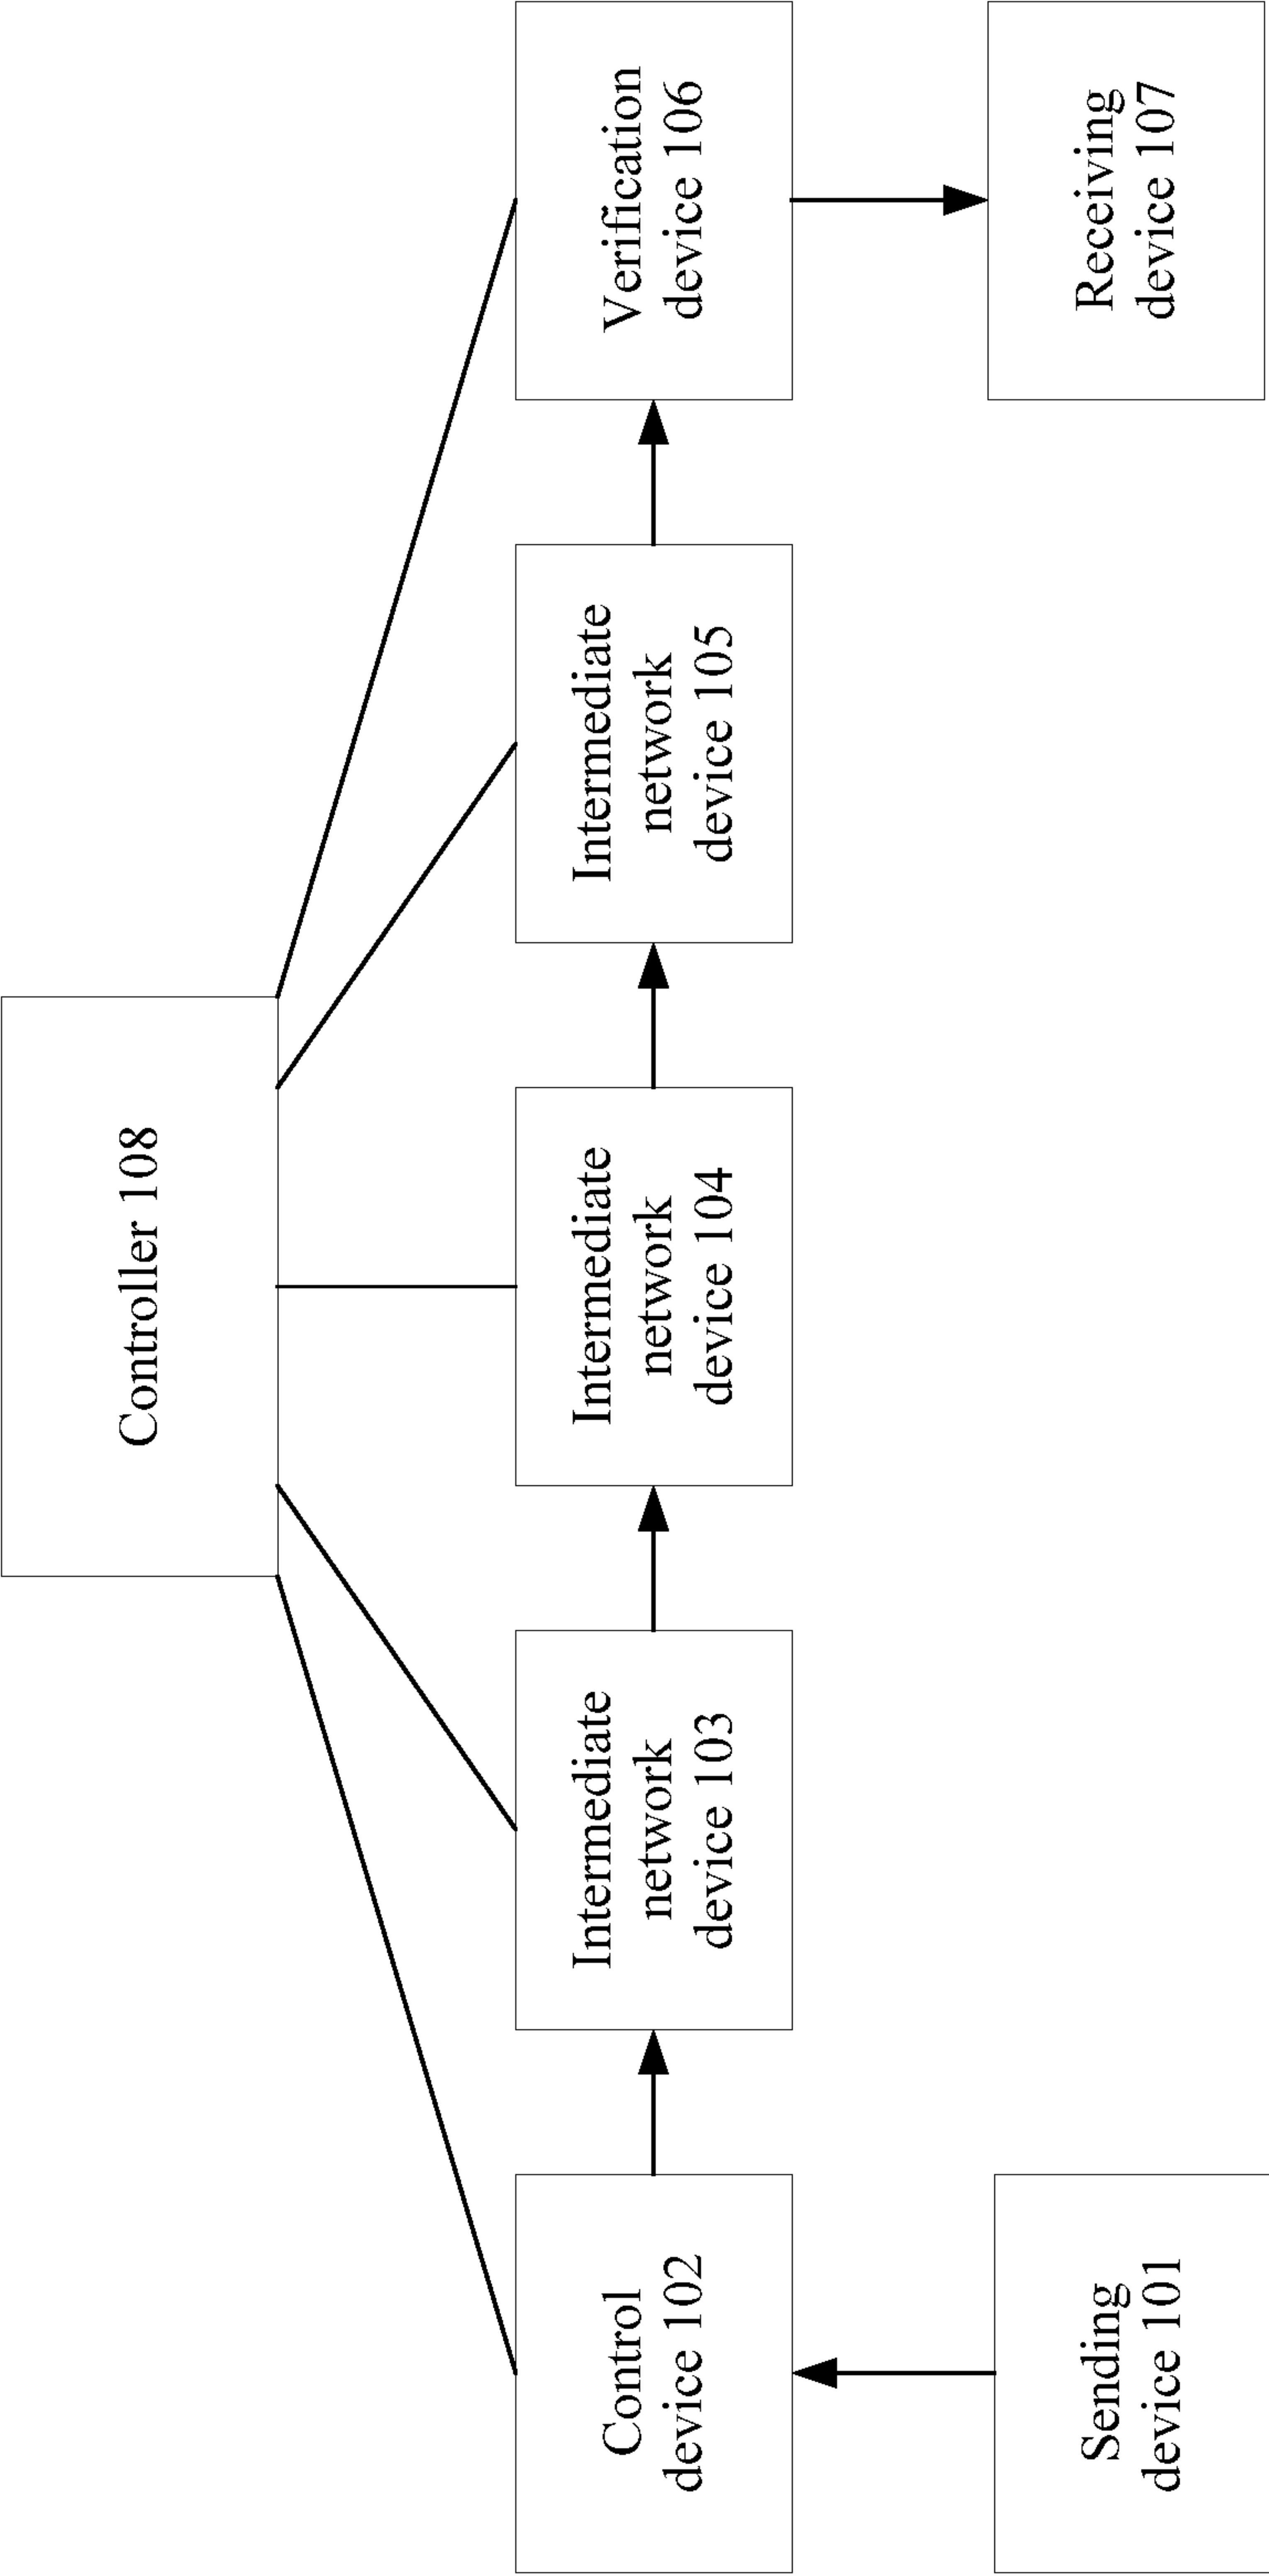 Controller 108
Control
device 102
Intermediate
network
device 103
Intermediate
network
device 104
Intermediate
network
device 105
Verification
device 106
Sending
device 101
Receiving
device 107